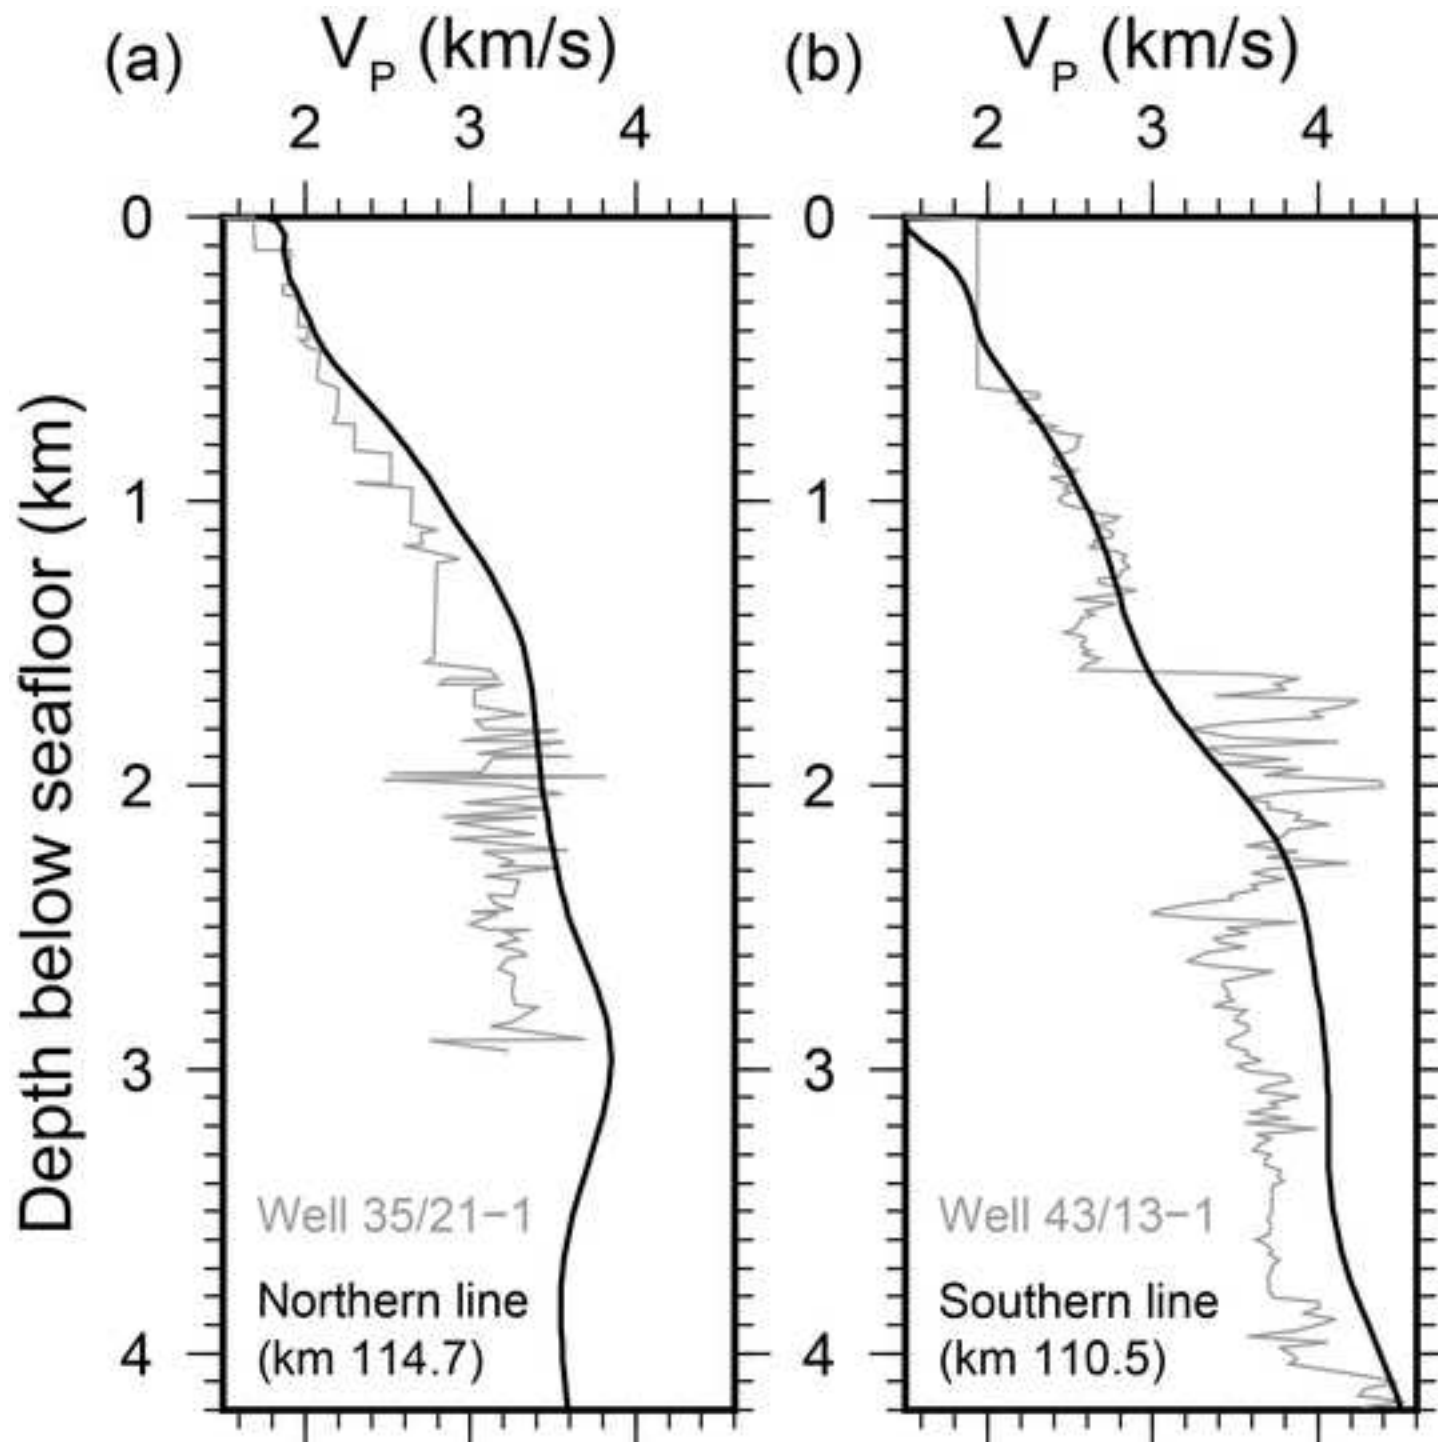 (a) V_P (km/s)
2 3 4
(b) V_P (km/s)
2 3 4
Depth below seafloor (km)
0
1
2
3
4
Well 35/21−1
Northern line
(km 114.7)
0
1
2
3
4
Well 43/13−1
Southern line
(km 110.5)